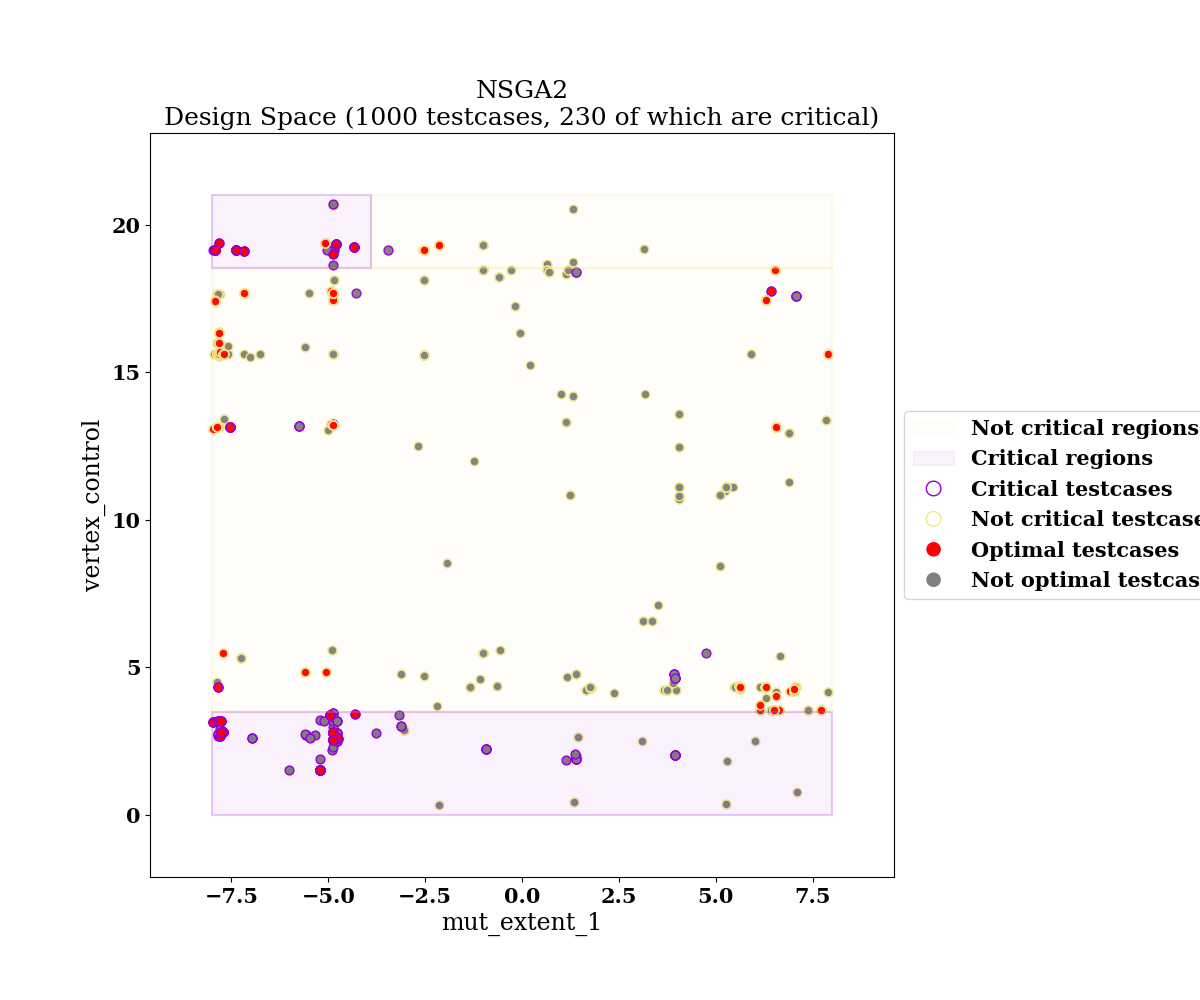 NSGA2
Design Space (1000 testcases, 230 of which are critical)
20
15
10
5
0
vertex_control
−7.5 −5.0 −2.5 0.0 2.5 5.0 7.5
mut_extent_1
Not critical regions
Critical regions
Critical testcases
Not critical testcase
Optimal testcases
Not optimal testcas